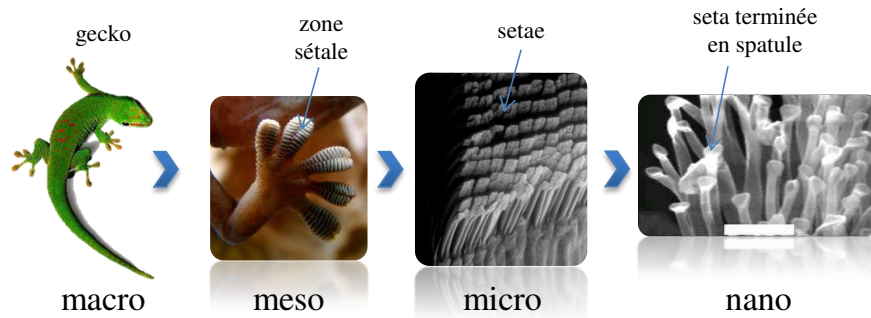 gecko
zone
sétale
setae
seta terminée
en spatule
macro
meso
micro
nano